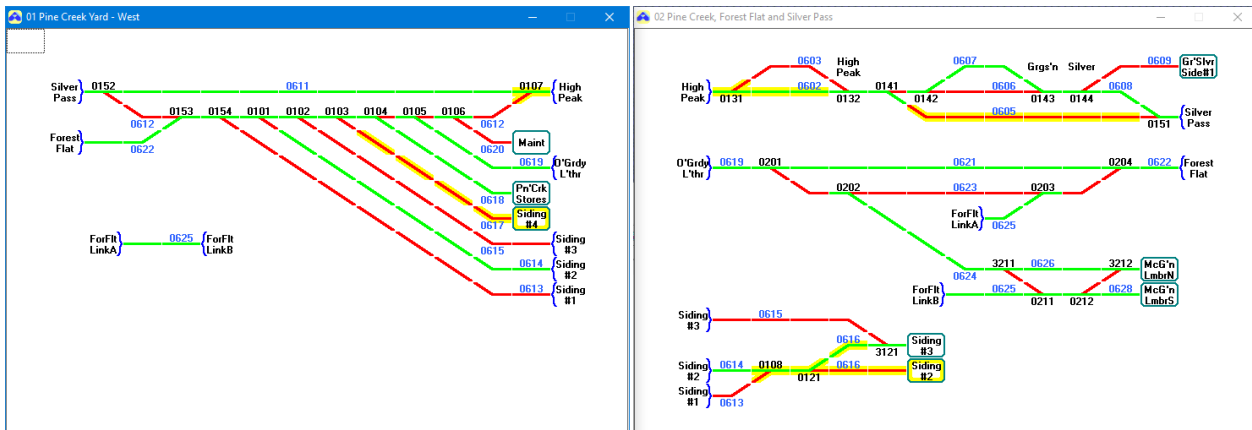 01 Pine Creek Yard - West
Silver
Pass
0152
0611
0107
High
Peak
0153
0154
0101
0102
0103
0104
0105
0106
0612
0612
Forest
Flat
0622
0620
Maint
0619
O'Grdy
L'thr
0618
Pn'Crk
Stores
0617
Siding
#4
ForFlt
LinkA
0625
ForFlt
LinkB
0615
Siding
#3
0614
Siding
#2
0613
Siding
#1
02 Pine Creek, Forest Flat and Silver Pass
0603
High
Peak
0607
Grgs'n Silver
0609
Gr'Slvr
Side#1
High
Peak
0131
0602
0132
0141
0142
0606
0143
0144
0608
0605
0151
Silver
Pass
O'Grdy
L'thr
0619
0201
0621
0204
0622
Forest
Flat
0202
0623
0203
ForFlt
LinkA
0625
0624
3211
0626
3212
McG'n
LmbrN
ForFlt
LinkB
0625
0211
0212
0628
McG'n
LmbrS
Siding
#3
0615
0616
3121
Siding
#3
Siding
#2
0614
0108
0121
0616
Siding
#2
Siding
#1
0613